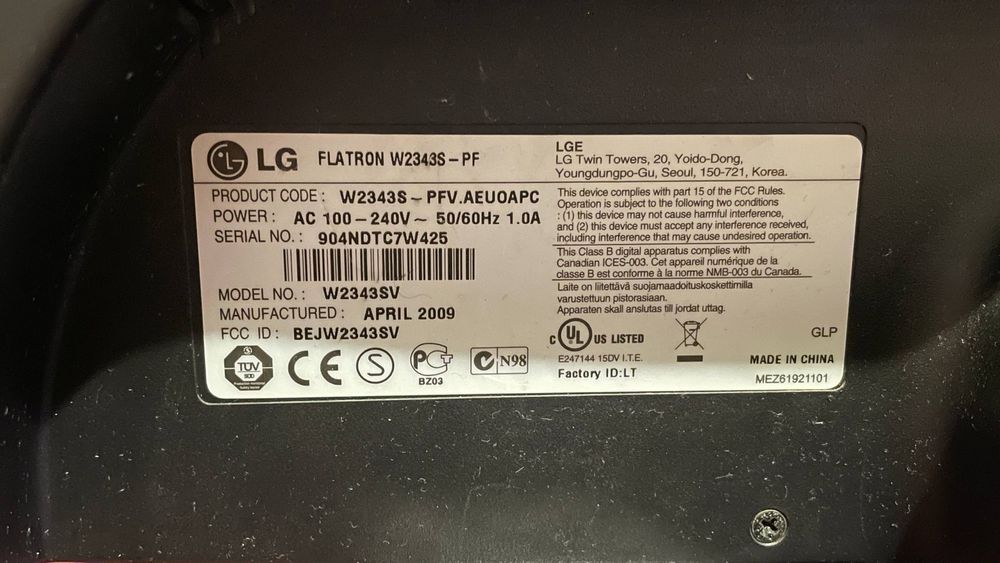 LG FLATRON W2343S-PF
PRODUCT CODE : W2343S-PFV.AEUOAPC
POWER : AC 100-240V~ 50/60Hz 1.0A
SERIAL NO. : 904NDTC7W425
MODEL NO. : W2343SV
MANUFACTURED : APRIL 2009
FCC ID : BEJW2343SV
TÜV
CE
S
PCT
BZ03
N98
LGE
LG Twin Towers, 20, Yoido-Dong,
Youngdungpo-Gu, Seoul, 150-721, Korea.
This device complies with part 15 of the FCC Rules.
Operation is subject to the following two conditions
: (1) this device may not cause harmful interference,
and (2) this device must accept any interference received,
including interference that may cause undesired operation.
This Class B digital apparatus complies with
Canadian ICES-003. Cet appareil numérique de la
classe B est conforme à la norme NMB-003 du Canada.
Laite on liitettävä suojamaadoituskoskettimilla
varustettuun pistorasiaan.
Apparaten skall anslutas till jordat uttag.
c UL US LISTED
E247144 15DV I.T.E.
Factory ID:LT
GLP
MADE IN CHINA
MEZ61921101